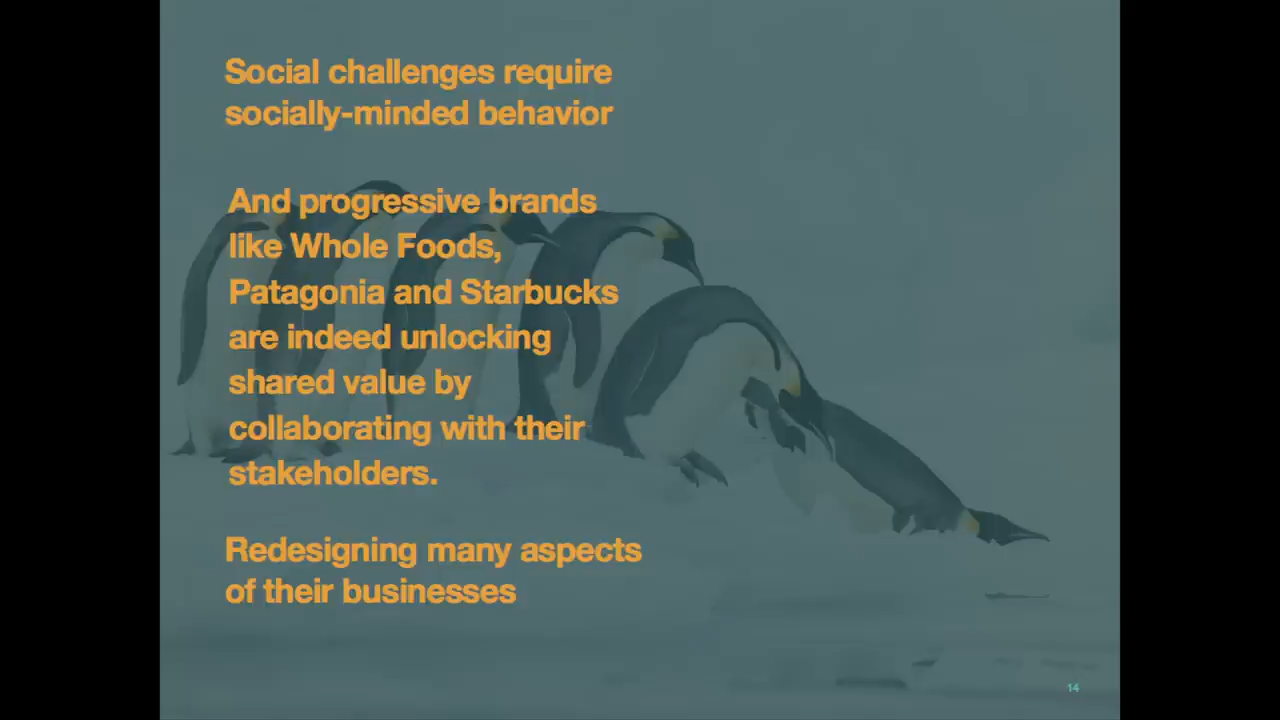 Social challenges require
socially-minded behavior
And progressive brands
like Whole Foods,
Patagonia and Starbucks
are indeed unlocking
shared value by
collaborating with their
stakeholders.
Redesigning many aspects
of their businesses
14